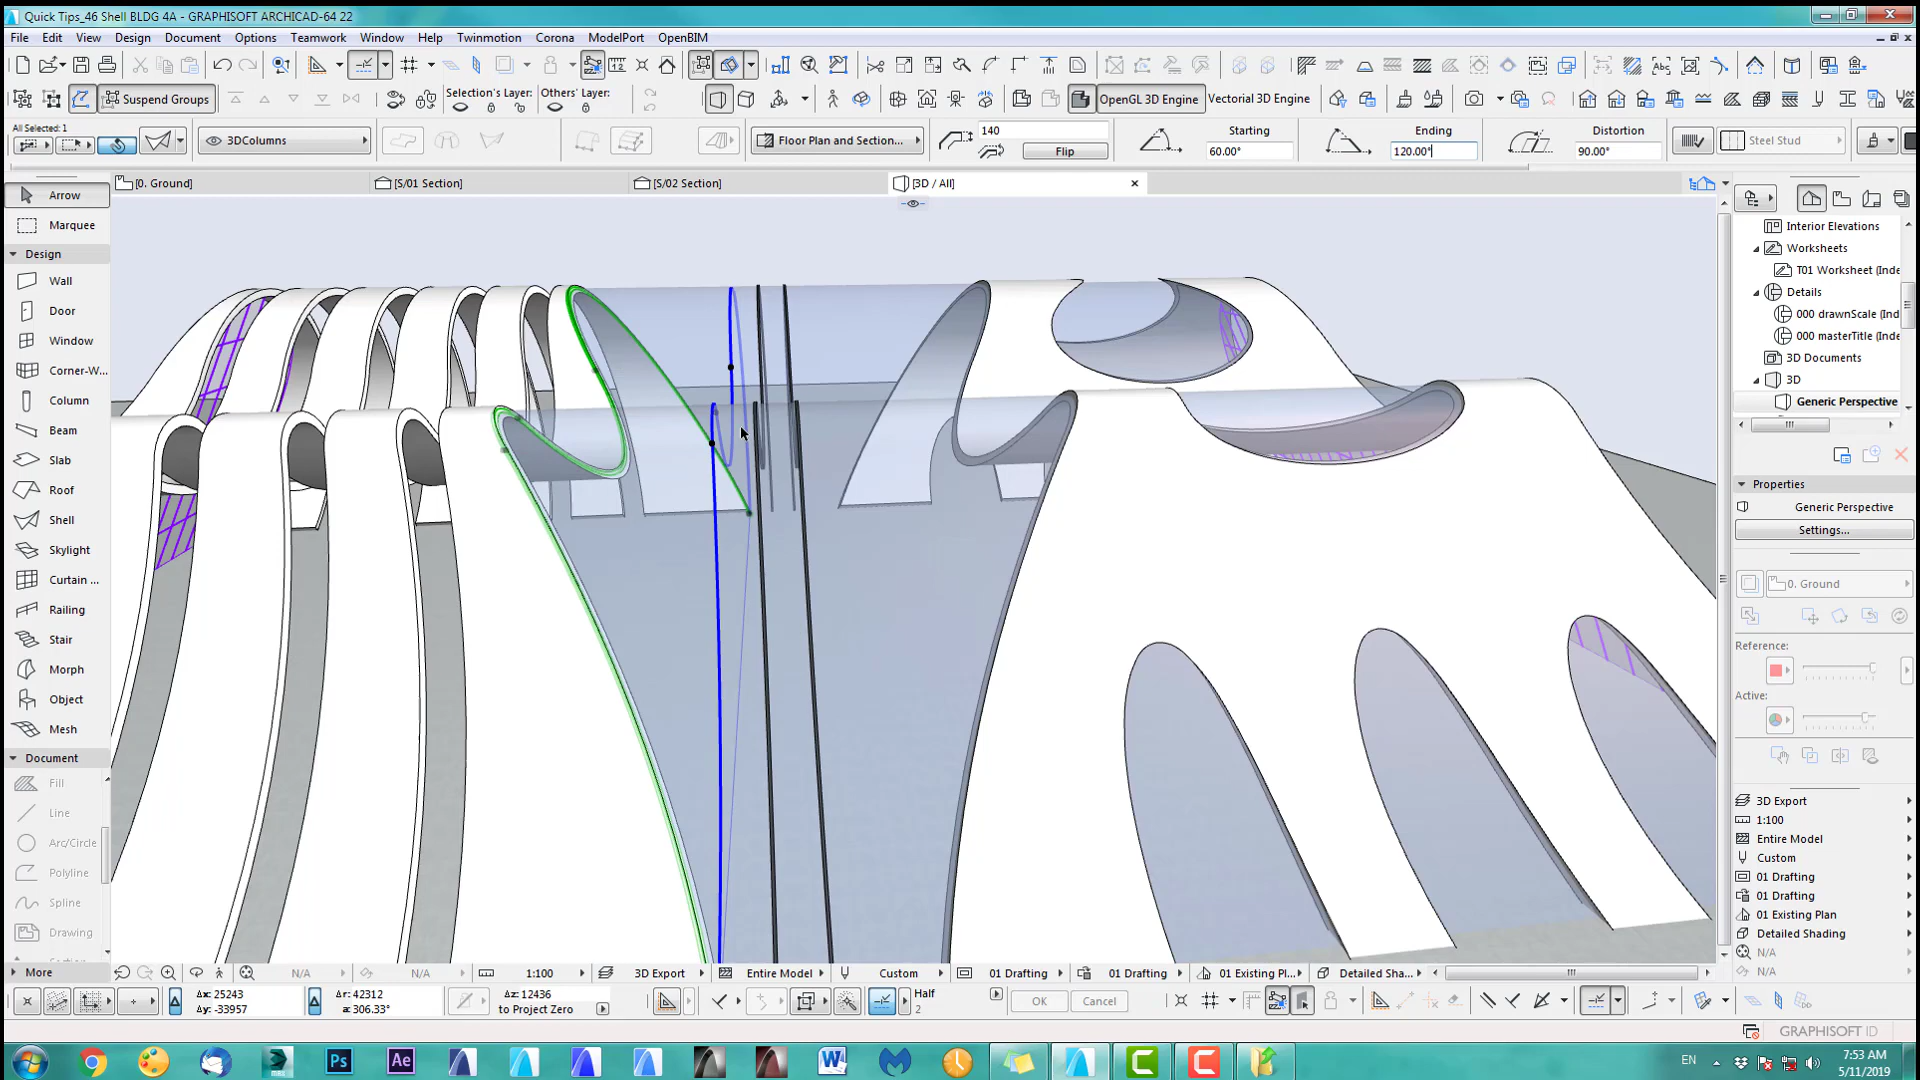 Quick Tips_46 Shell BLDG 4A - GRAPHISOFT ARCHICAD-64 22
File Edit View Design Document Options Teamwork Window Help Twinmotion Corona ModelPort OpenBIM
Suspend Groups
Selection's Layer:
Others' Layer:
OpenGL 3D Engine
Vectorial 3D Engine
All Selected: 1
3DColumns
Floor Plan and Section...
140
Flip
Starting
60.00°
Ending
120.00°
Distortion
90.00°
Steel Stud
[0. Ground]
[S/01 Section]
[S/02 Section]
[3D / All]
Arrow
Marquee
Design
Wall
Door
Window
Corner-W...
Column
Beam
Slab
Roof
Shell
Skylight
Curtain ...
Railing
Stair
Morph
Object
Mesh
Document
Fill
Line
Arc/Circle
Polyline
Spline
Drawing
More
Interior Elevations
Worksheets
T01 Worksheet (Inde
Details
000 drawnScale (Ind
000 masterTitle (Inde
3D Documents
3D
Generic Perspective
Properties
Generic Perspective
Settings...
0. Ground
Reference:
Active:
3D Export
1:100
Entire Model
Custom
01 Drafting
01 Drafting
01 Existing Plan
Detailed Shading
N/A
N/A
N/A
N/A
1:100
3D Export
Entire Model
Custom
01 Drafting
01 Drafting
01 Existing Pl...
Detailed Sha...
Δx: 25243
Δy: -33957
Δr: 42312
a: 306.33°
Δz: 12436
to Project Zero
Half
2
OK
Cancel
GRAPHISOFT ID
EN
7:53 AM
5/11/2019